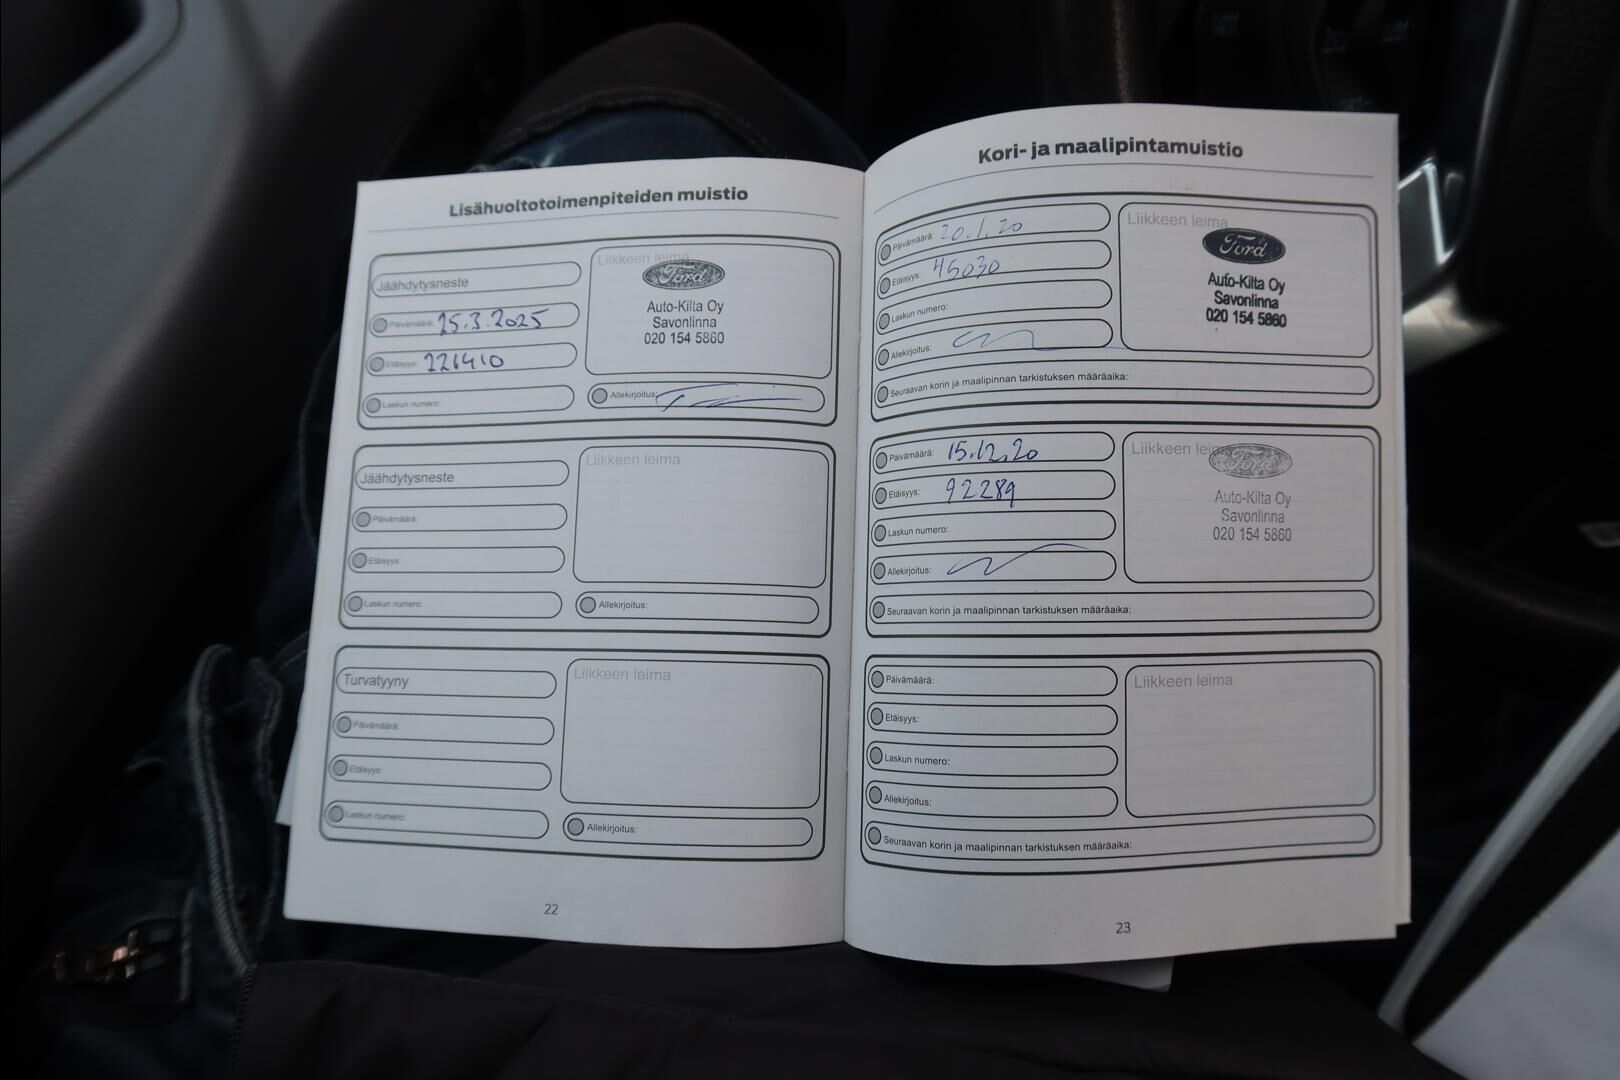 Lisähuoltotoimenpiteiden muistio
Jäähdytysneste
Päivämäärä: 25.3.2025
Etäisyys: 221410
Laskun numero:
Liikkeen leima
Ford
Auto-Kilta Oy
Savonlinna
020 154 5860
Allekirjoitus:
Jäähdytysneste
Päivämäärä:
Etäisyys:
Laskun numero:
Liikkeen leima
Allekirjoitus:
Turvatyyny
Päivämäärä:
Etäisyys:
Laskun numero:
Liikkeen leima
Allekirjoitus:
22
Kori- ja maalipintamuistio
Päivämäärä: 20.1.20
Etäisyys: 45030
Laskun numero:
Allekirjoitus:
Liikkeen leima
Ford
Auto-Kilta Oy
Savonlinna
020 154 5860
Seuraavan korin ja maalipinnan tarkistuksen määräaika:
Päivämäärä: 15.12.20
Etäisyys: 92289
Laskun numero:
Allekirjoitus:
Liikkeen leima
Ford
Auto-Kilta Oy
Savonlinna
020 154 5860
Seuraavan korin ja maalipinnan tarkistuksen määräaika:
Päivämäärä:
Etäisyys:
Laskun numero:
Allekirjoitus:
Liikkeen leima
Seuraavan korin ja maalipinnan tarkistuksen määräaika:
23